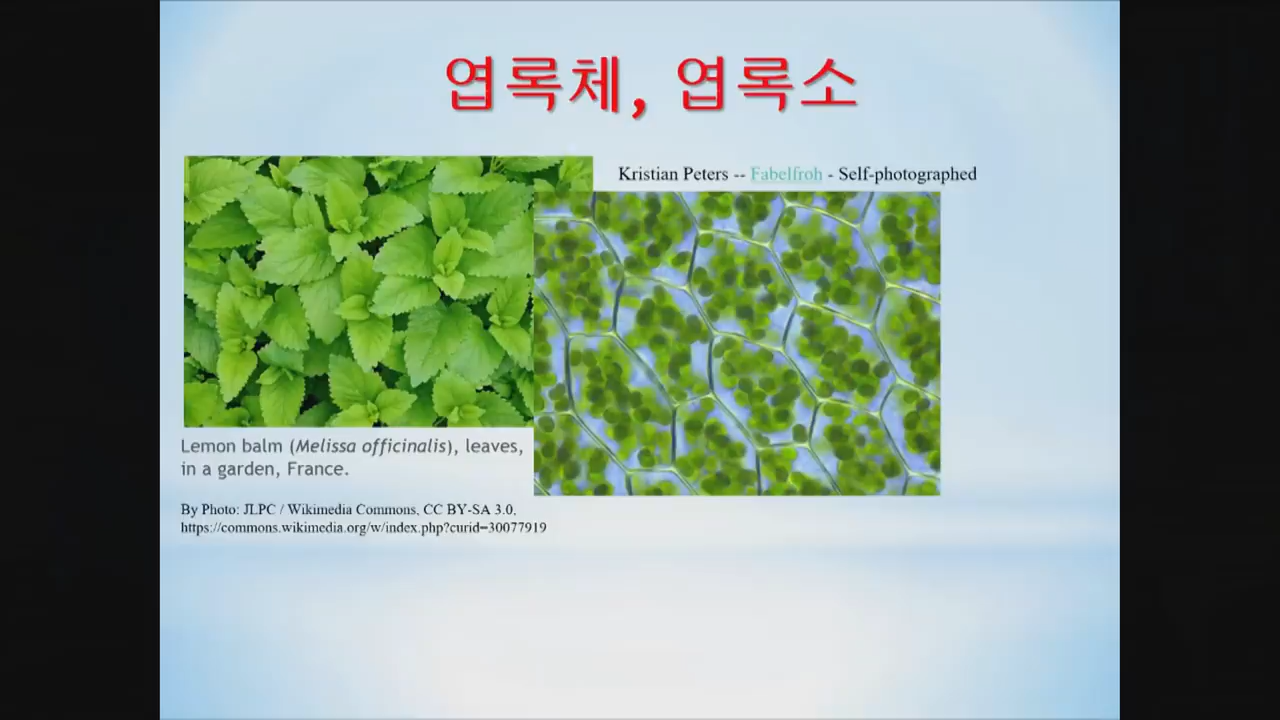 엽록체, 엽록소
Kristian Peters -- Fabelfroh - Self-photographed
Lemon balm (Melissa officinalis), leaves,
in a garden, France.
By Photo: JLPC / Wikimedia Commons, CC BY-SA 3.0,
https://commons.wikimedia.org/w/index.php?curid=30077919